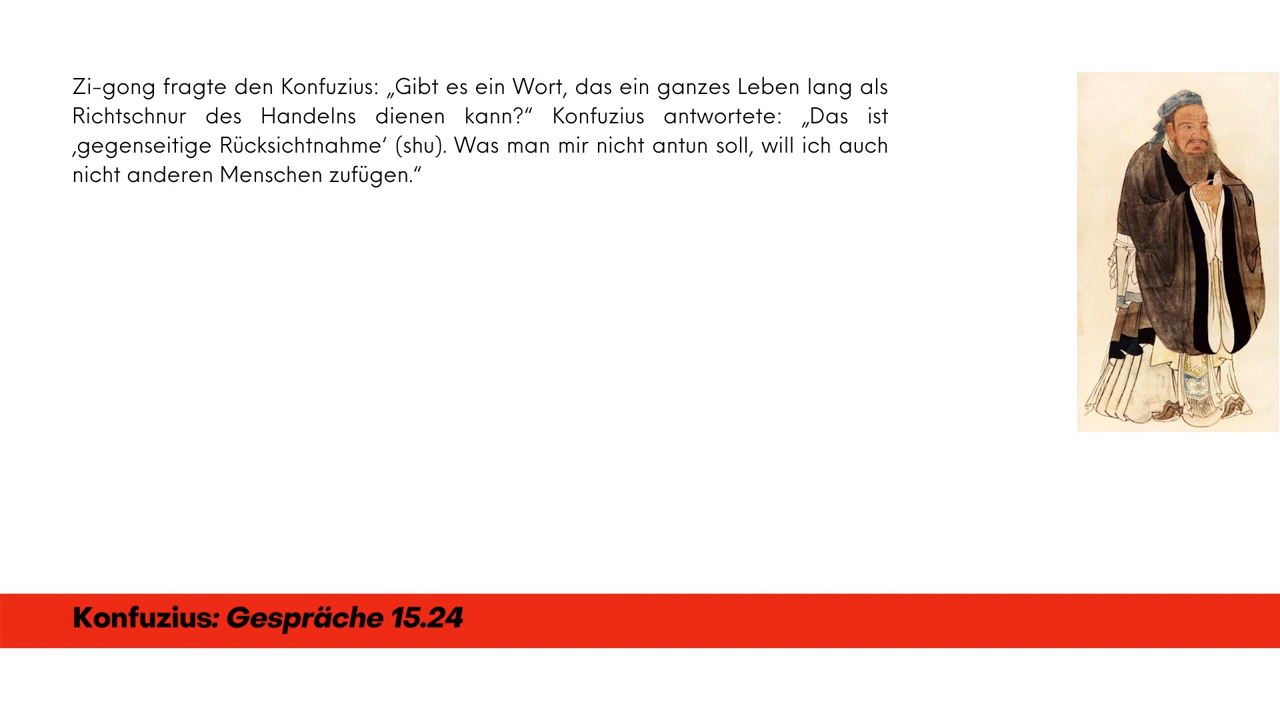 Zi-gong fragte den Konfuzius: „Gibt es ein Wort, das ein ganzes Leben lang als
Richtschnur des Handelns dienen kann?“ Konfuzius antwortete: „Das ist
‚gegenseitige Rücksichtnahme‘ (shu). Was man mir nicht antun soll, will ich auch
nicht anderen Menschen zufügen.“
Konfuzius: Gespräche 15.24